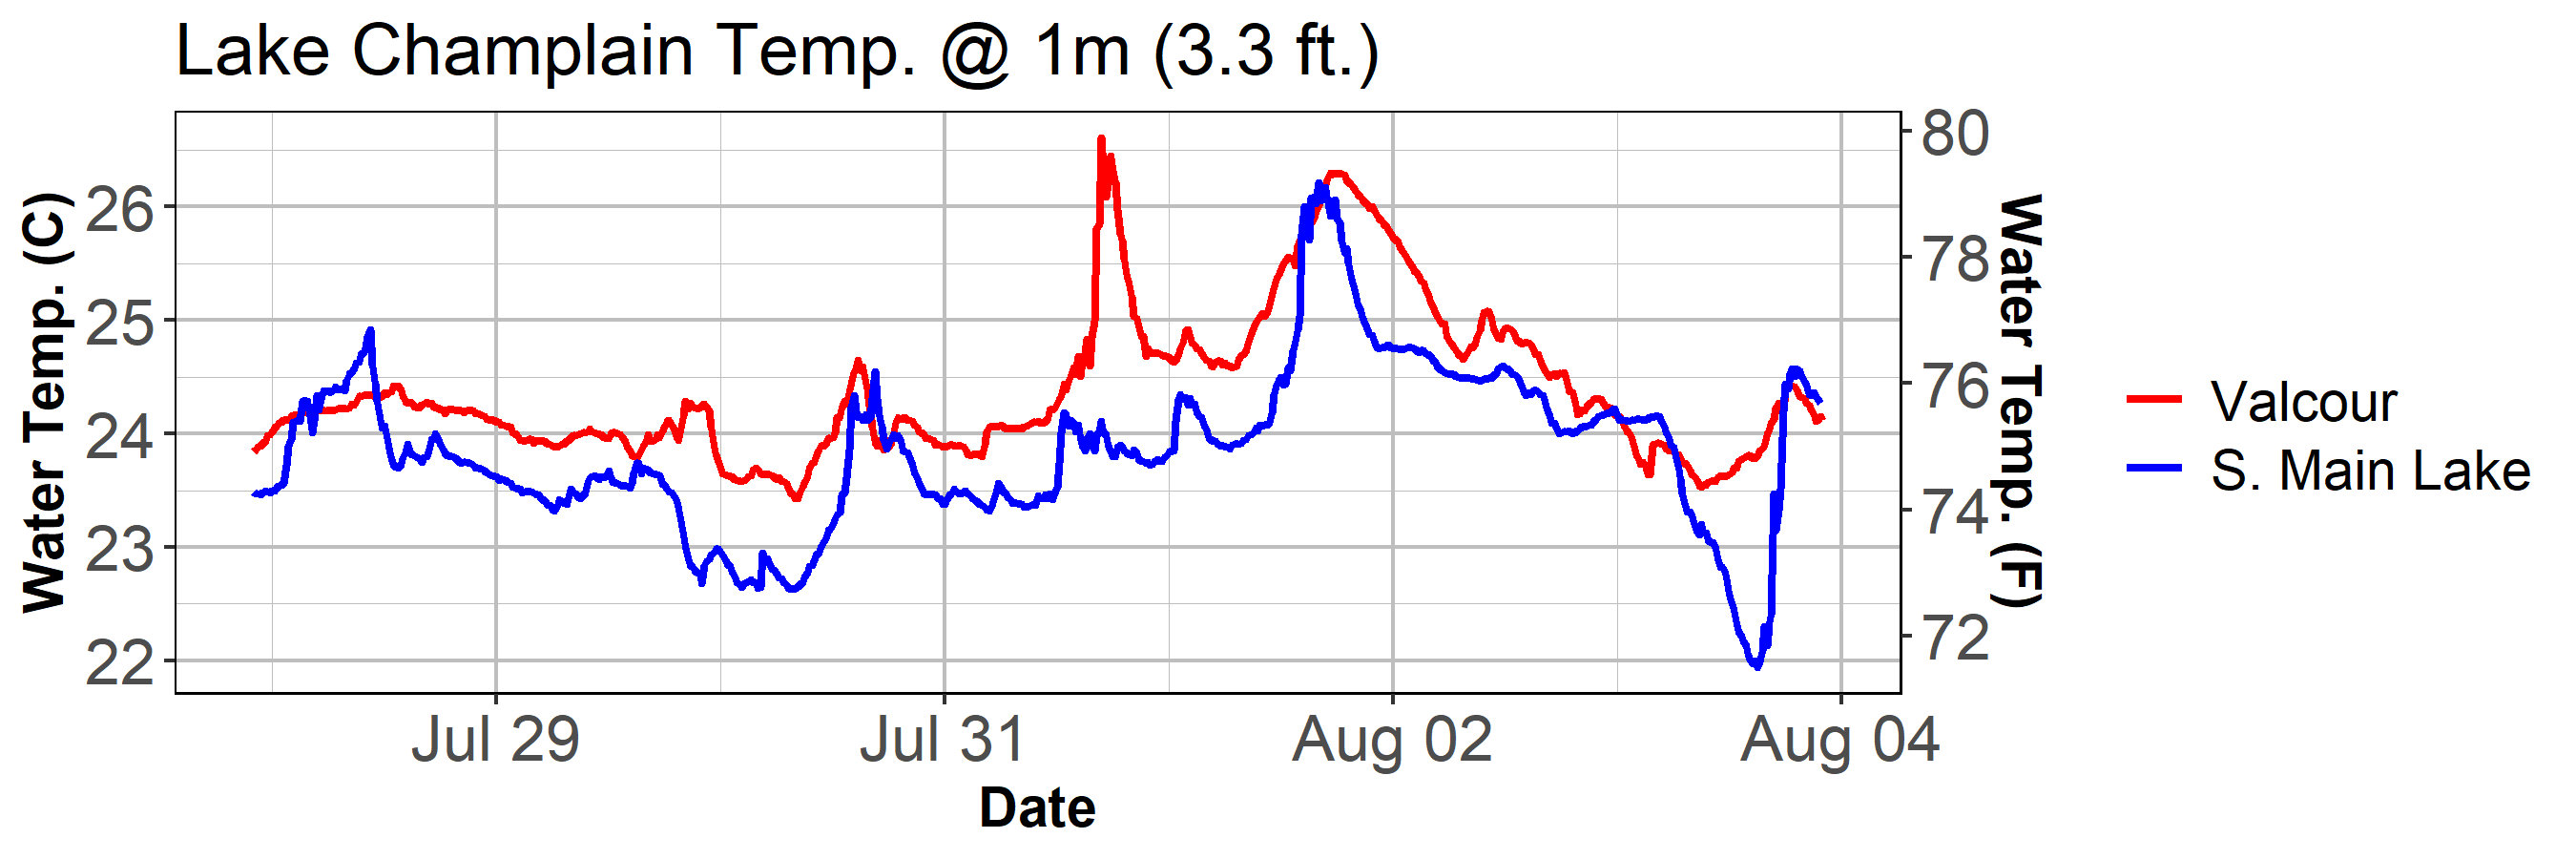 Lake Champlain Temp. @ 1m (3.3 ft.)
Water Temp. (C)
26
25
24
23
22
80
78
76
74
72
Water Temp. (F)
Jul 29
Jul 31
Aug 02
Aug 04
Date
Valcour
S. Main Lake